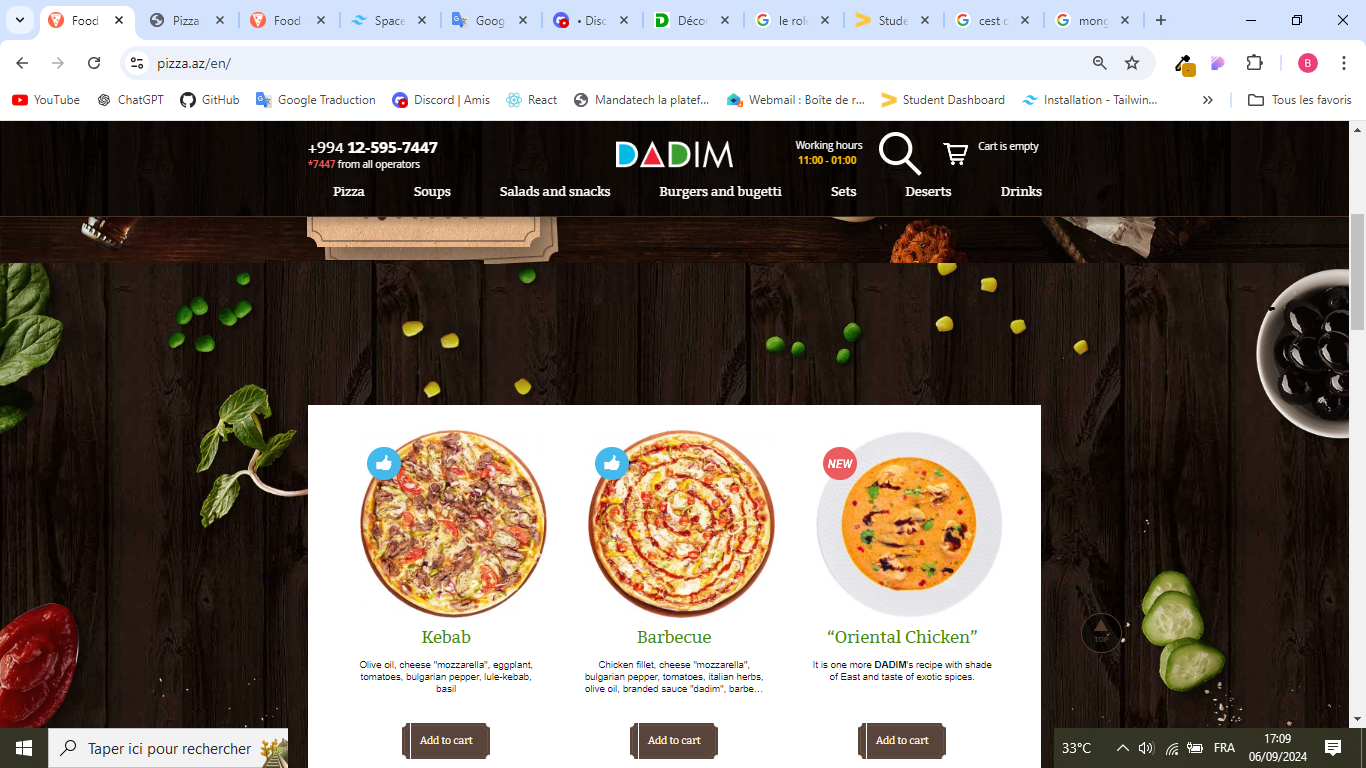 Food
Pizza
Food
Space
Goog
• Disc
Décor
le role
Stude
cest q
mong
pizza.az/en/
B
YouTube
ChatGPT
GitHub
Google Traduction
Discord | Amis
React
Mandatech la platef...
Webmail : Boîte de r...
Student Dashboard
Installation - Tailwin...
Tous les favoris
+994 12-595-7447
*7447 from all operators
DADIM
Working hours
11:00 - 01:00
Cart is empty
Pizza
Soups
Salads and snacks
Burgers and bugetti
Sets
Deserts
Drinks
NEW
Kebab
Olive oil, cheese "mozzarella", eggplant,
tomatoes, bulgarian pepper, lule-kebab,
basil
Add to cart
Barbecue
Chicken fillet, cheese "mozzarella",
bulgarian pepper, tomatoes, italian herbs,
olive oil, branded sauce "dadim", barbe...
Add to cart
“Oriental Chicken”
It is one more DADIM's recipe with shade
of East and taste of exotic spices.
Add to cart
TOP
Taper ici pour rechercher
33°C
FRA
17:09
06/09/2024